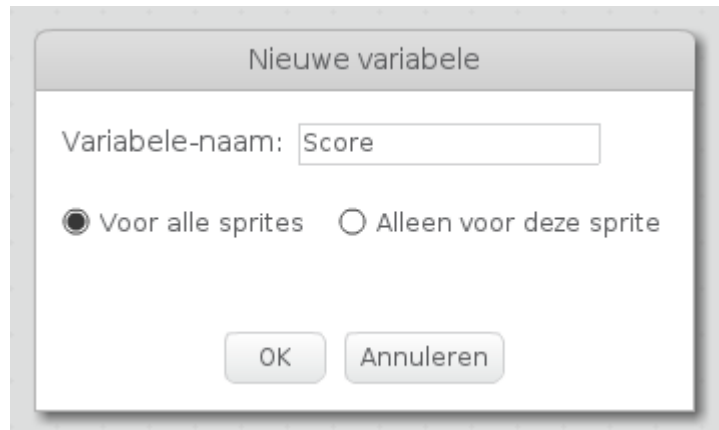 Nieuwe variabele
Variabele-naam: Score
Voor alle sprites Alleen voor deze sprite
OK Annuleren